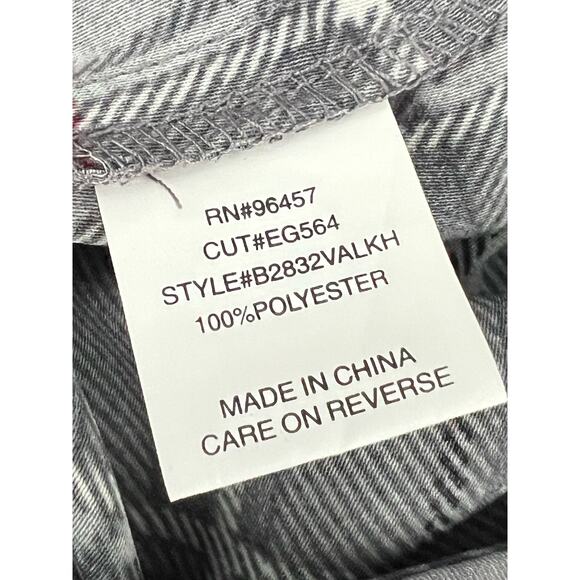 RN#96457
CUT#EG564
STYLE#B2832VALKH
100%POLYESTER
MADE IN CHINA
CARE ON REVERSE